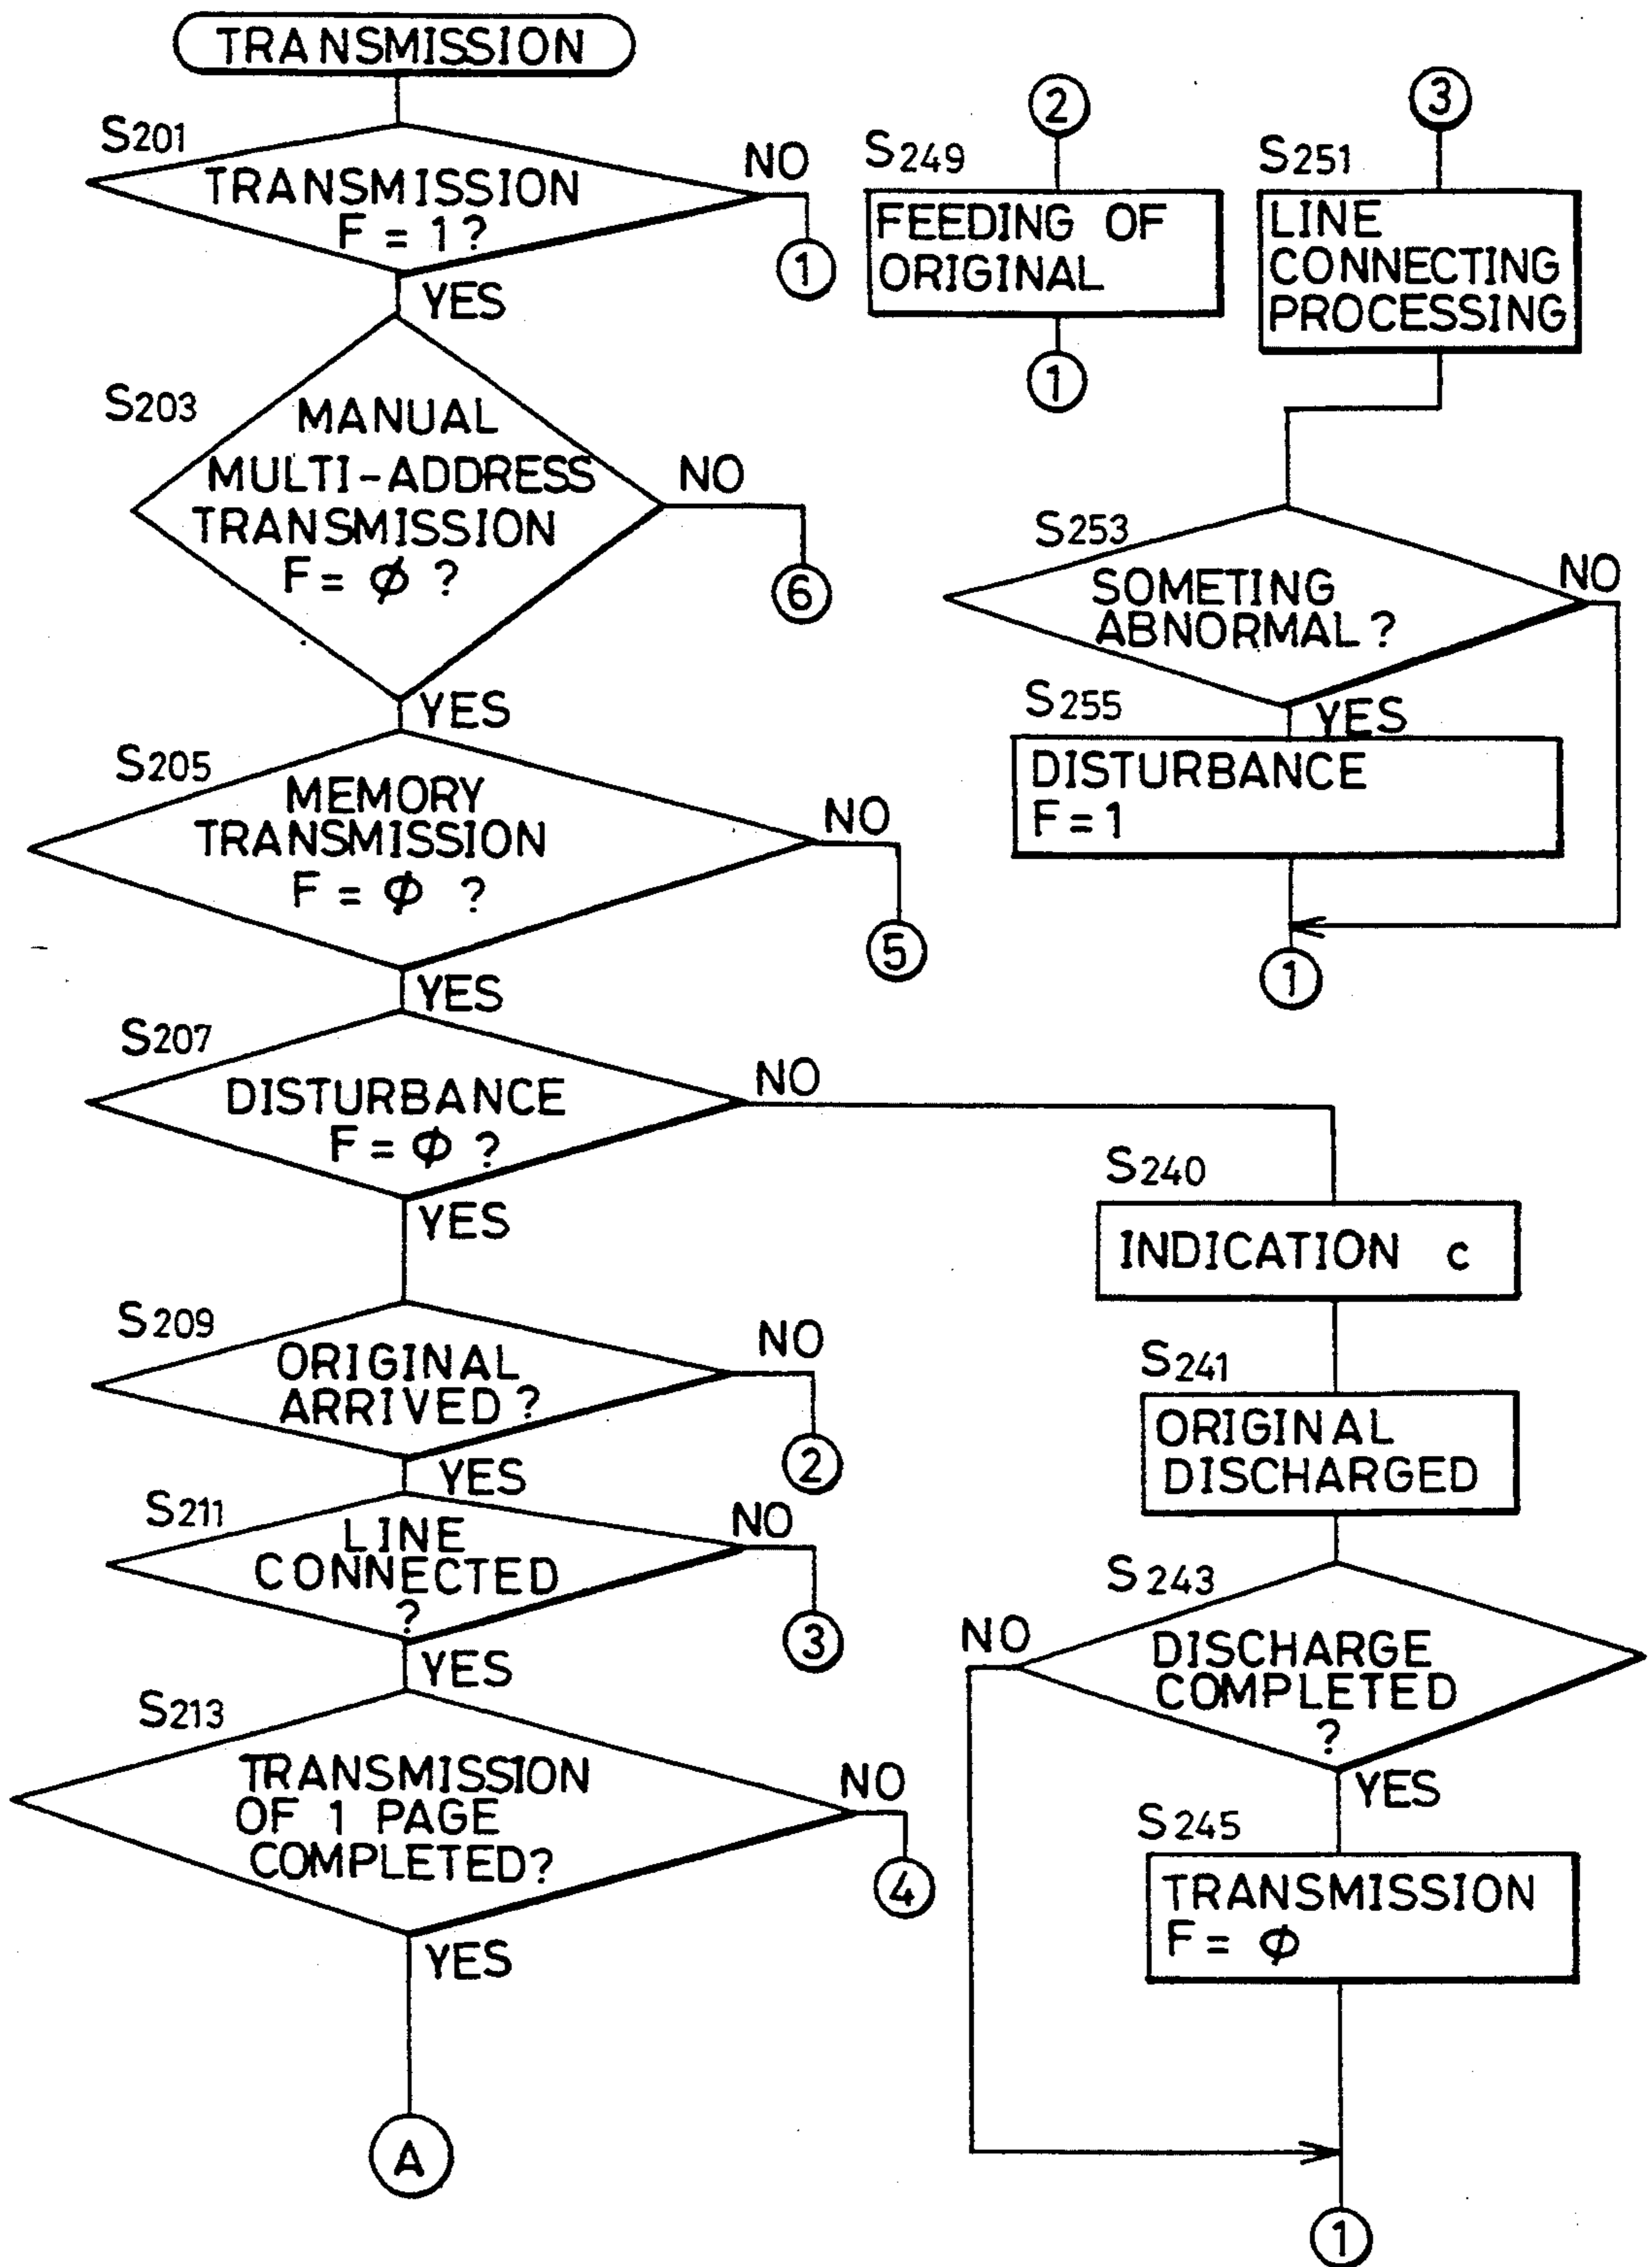 TRANSMISSION
S201
TRANSMISSION
F = 1?
NO
1
YES
S203
MANUAL
MULTI-ADDRESS
TRANSMISSION
F = ϕ ?
NO
6
YES
S205
MEMORY
TRANSMISSION
F = ϕ ?
NO
5
YES
S207
DISTURBANCE
F = ϕ ?
NO
YES
S209
ORIGINAL
ARRIVED?
NO
2
YES
S211
LINE
CONNECTED
?
NO
3
YES
S213
TRANSMISSION
OF 1 PAGE
COMPLETED?
NO
4
YES
A
2
S249
FEEDING OF
ORIGINAL
1
3
S251
LINE
CONNECTING
PROCESSING
S253
SOMETING
ABNORMAL?
NO
YES
S255
DISTURBANCE
F=1
1
S240
INDICATION c
S241
ORIGINAL
DISCHARGED
S243
DISCHARGE
COMPLETED
?
NO
YES
S245
TRANSMISSION
F= ϕ
1